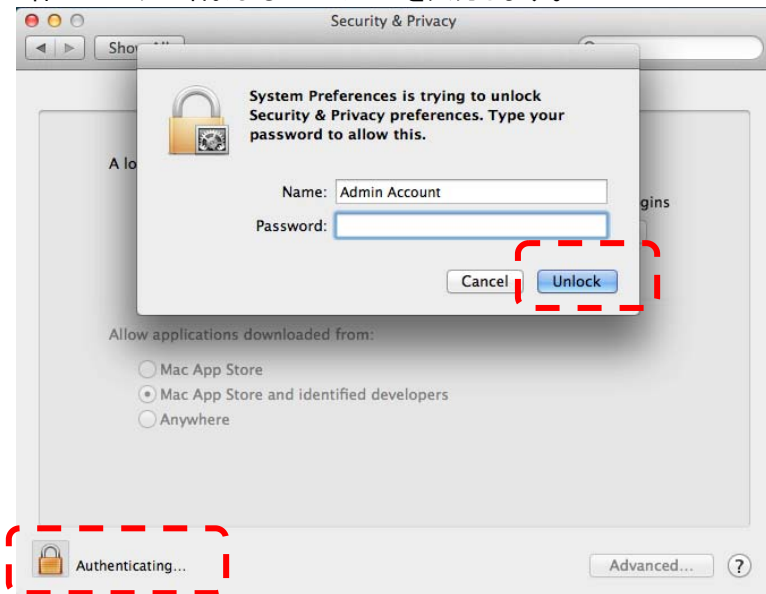 Security & Privacy
Show All
System Preferences is trying to unlock
Security & Privacy preferences. Type your
password to allow this.
A lo
gins
Name: Admin Account
Password:
Cancel Unlock
Allow applications downloaded from:
Mac App Store
Mac App Store and identified developers
Anywhere
Authenticating...
Advanced... ?